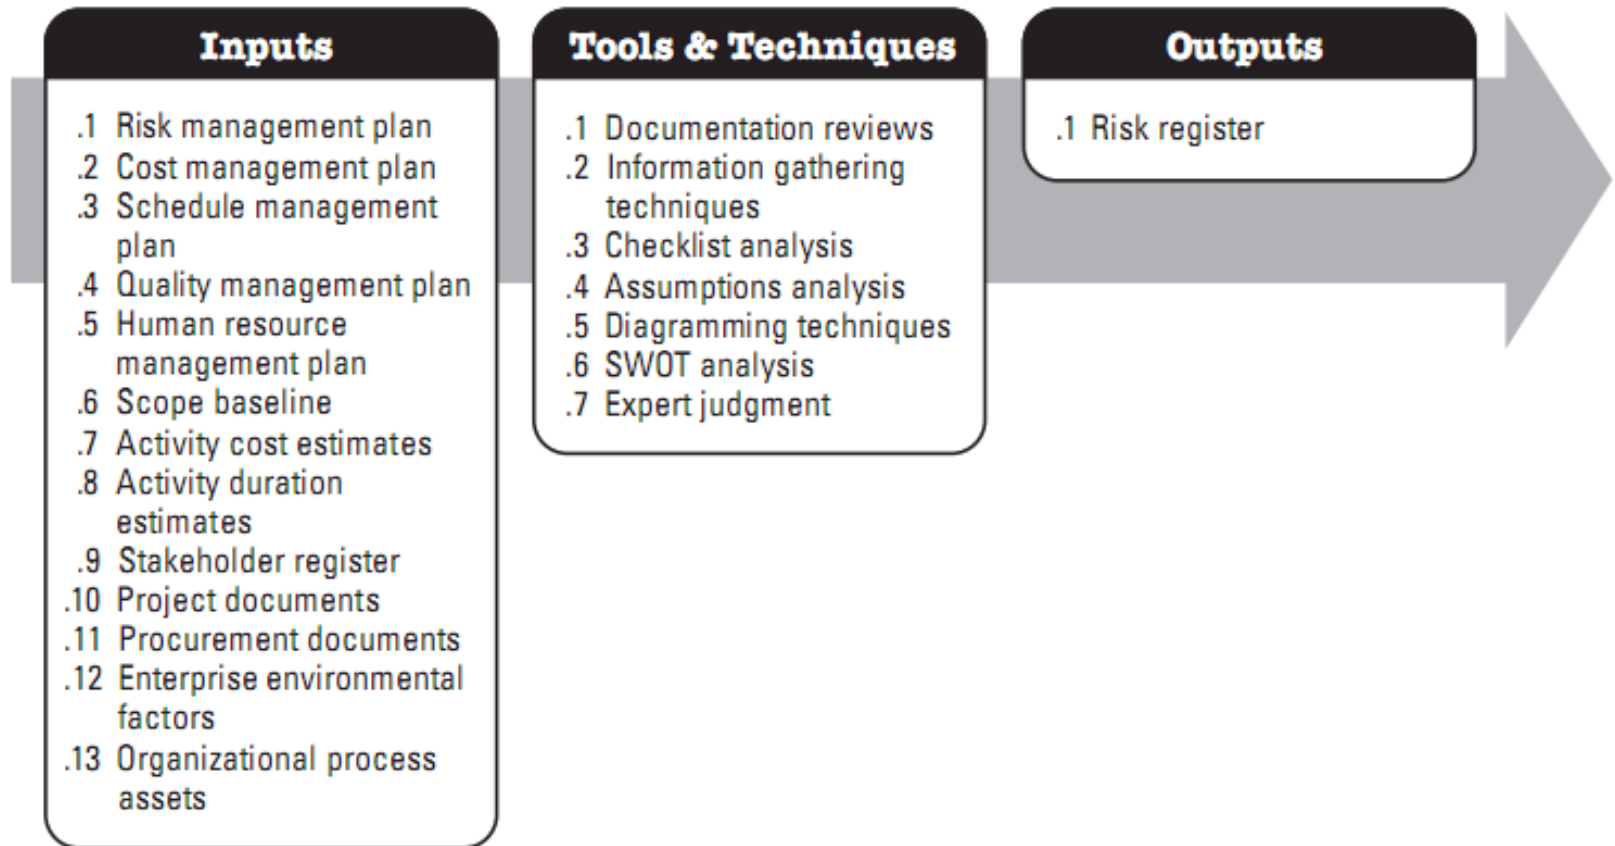 Inputs
.1 Risk management plan
.2 Cost management plan
.3 Schedule management
plan
.4 Quality management plan
.5 Human resource
management plan
.6 Scope baseline
.7 Activity cost estimates
.8 Activity duration
estimates
.9 Stakeholder register
.10 Project documents
.11 Procurement documents
.12 Enterprise environmental
factors
.13 Organizational process
assets
Tools & Techniques
.1 Documentation reviews
.2 Information gathering
techniques
.3 Checklist analysis
.4 Assumptions analysis
.5 Diagramming techniques
.6 SWOT analysis
.7 Expert judgment
Outputs
.1 Risk register